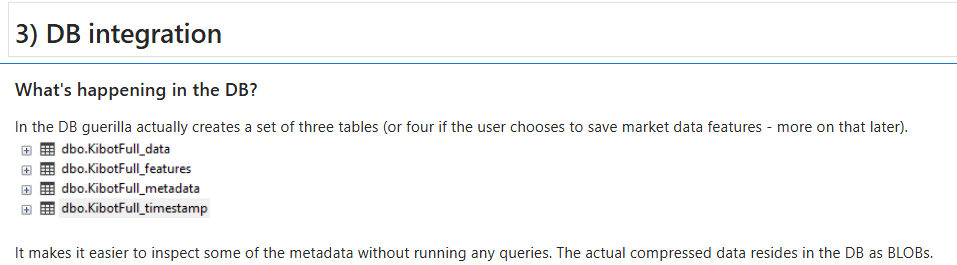 3) DB integration
What's happening in the DB?
In the DB guerilla actually creates a set of three tables (or four if the user chooses to save market data features - more on that later).
dbo.KibotFull_data
dbo.KibotFull_features
dbo.KibotFull_metadata
dbo.KibotFull_timestamp
It makes it easier to inspect some of the metadata without running any queries. The actual compressed data resides in the DB as BLOBs.